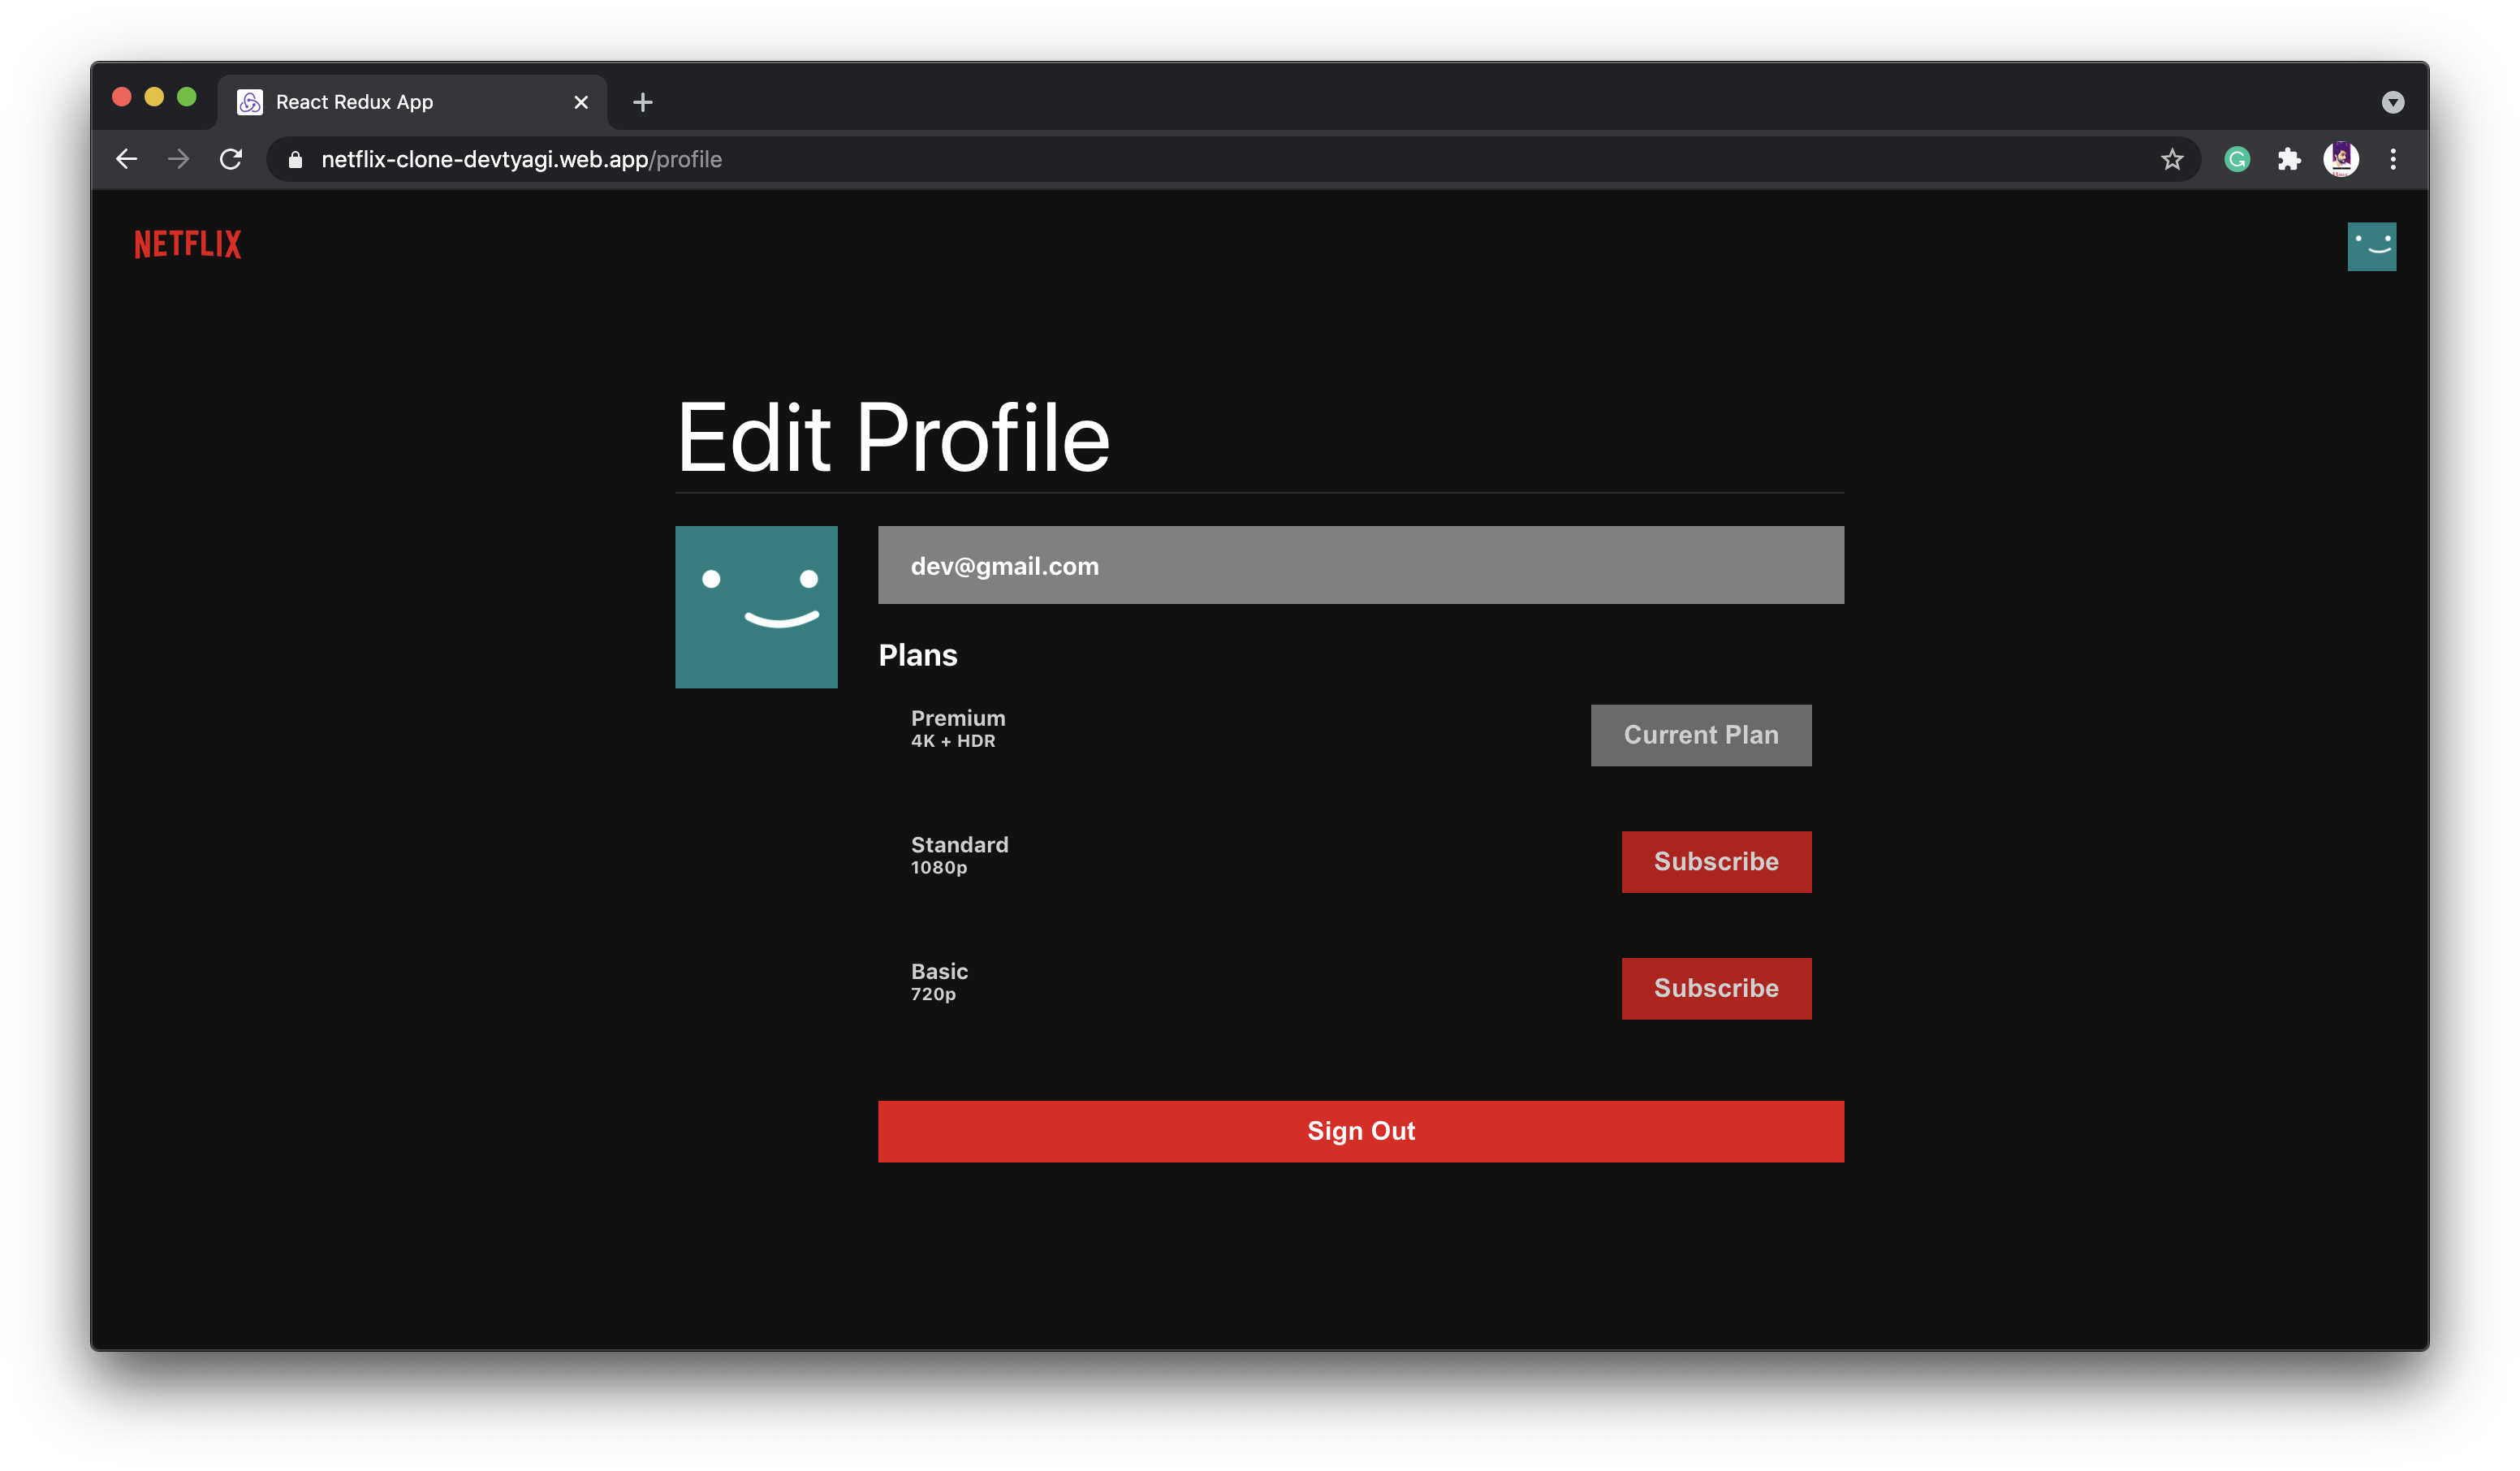 React Redux App
netflix-clone-devtyagi.web.app/profile
NETFLIX
Edit Profile
dev@gmail.com
Plans
Premium
4K + HDR
Current Plan
Standard
1080p
Subscribe
Basic
720p
Subscribe
Sign Out